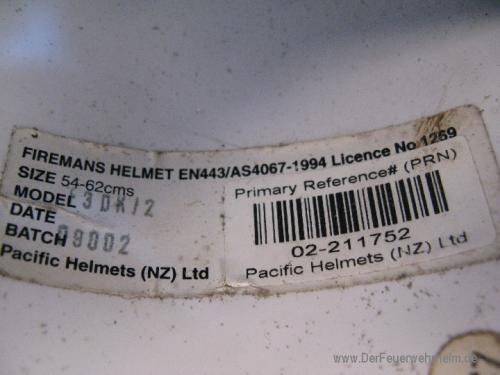 FIREMANS HELMET EN443/AS4067-1994 Licence No 1269
SIZE 54-62cms
MODEL 3DK/2
DATE
BATCH 09002
Pacific Helmets (NZ) Ltd
Primary Reference# (PRN)
02-211752
Pacific Helmets (NZ) Ltd
www.DerFeuerwehrhelm.de